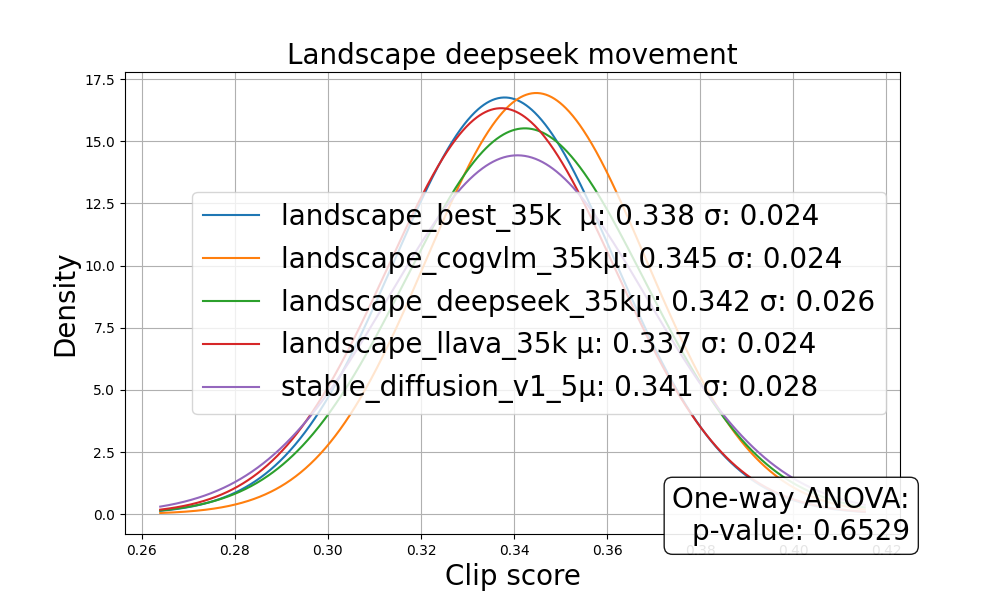 Landscape deepseek movement
17.5
15.0
12.5
10.0
7.5
5.0
2.5
0.0
Density
landscape_best_35k  μ: 0.338 σ: 0.024
landscape_cogvlm_35kμ: 0.345 σ: 0.024
landscape_deepseek_35kμ: 0.342 σ: 0.026
landscape_llava_35k μ: 0.337 σ: 0.024
stable_diffusion_v1_5μ: 0.341 σ: 0.028
One-way ANOVA:
p-value: 0.6529
0.26 0.28 0.30 0.32 0.34 0.36 0.38 0.40 0.42
Clip score